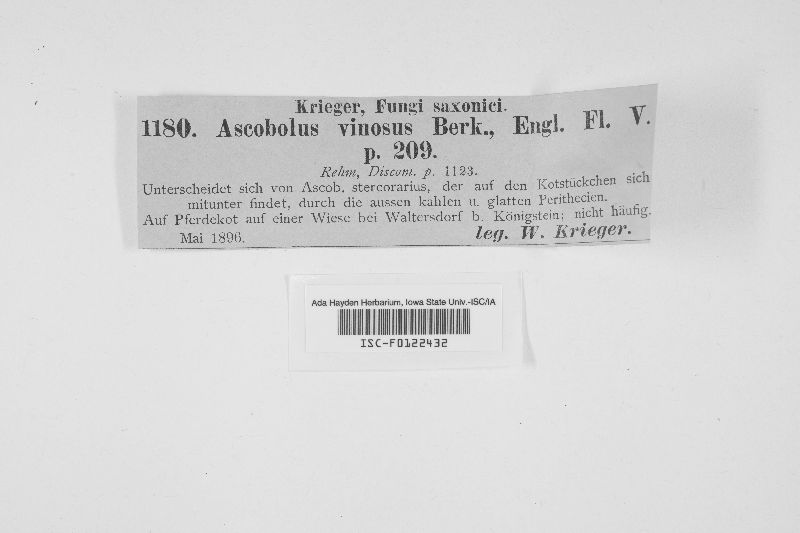 Krieger, Fungi saxonici.
1180. Ascobolus vinosus Berk., Engl. Fl. V.
p. 209.
Rehm, Discom. p. 1123.
Unterscheidet sich von Ascob. stercorarius, der auf den Kotstückchen sich
mitunter findet, durch die aussen kahlen u. glatten Perithecien.
Auf Pferdekot auf einer Wiese bei Waltersdorf b. Königstein; nicht häufig.
Mai 1896. leg. W. Krieger.
Ada Hayden Herbarium, Iowa State Univ.-ISC/IA
ISC-F0122432